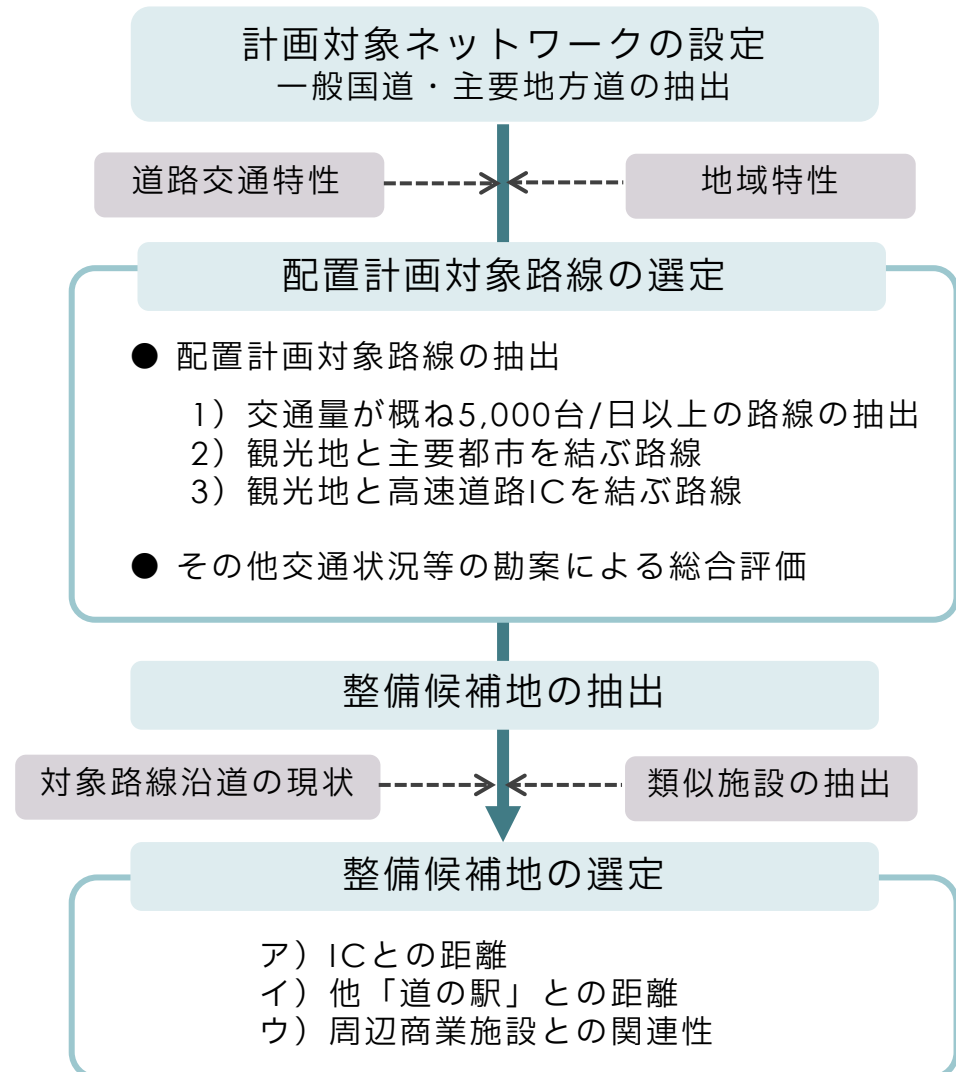 計画対象ネットワークの設定
一般国道・主要地方道の抽出
道路交通特性
地域特性
配置計画対象路線の選定
● 配置計画対象路線の抽出
1）交通量が概ね5,000台/日以上の路線の抽出
2）観光地と主要都市を結ぶ路線
3）観光地と高速道路ICを結ぶ路線
● その他交通状況等の勘案による総合評価
整備候補地の抽出
対象路線沿道の現状
類似施設の抽出
整備候補地の選定
ア）ICとの距離
イ）他「道の駅」との距離
ウ）周辺商業施設との関連性